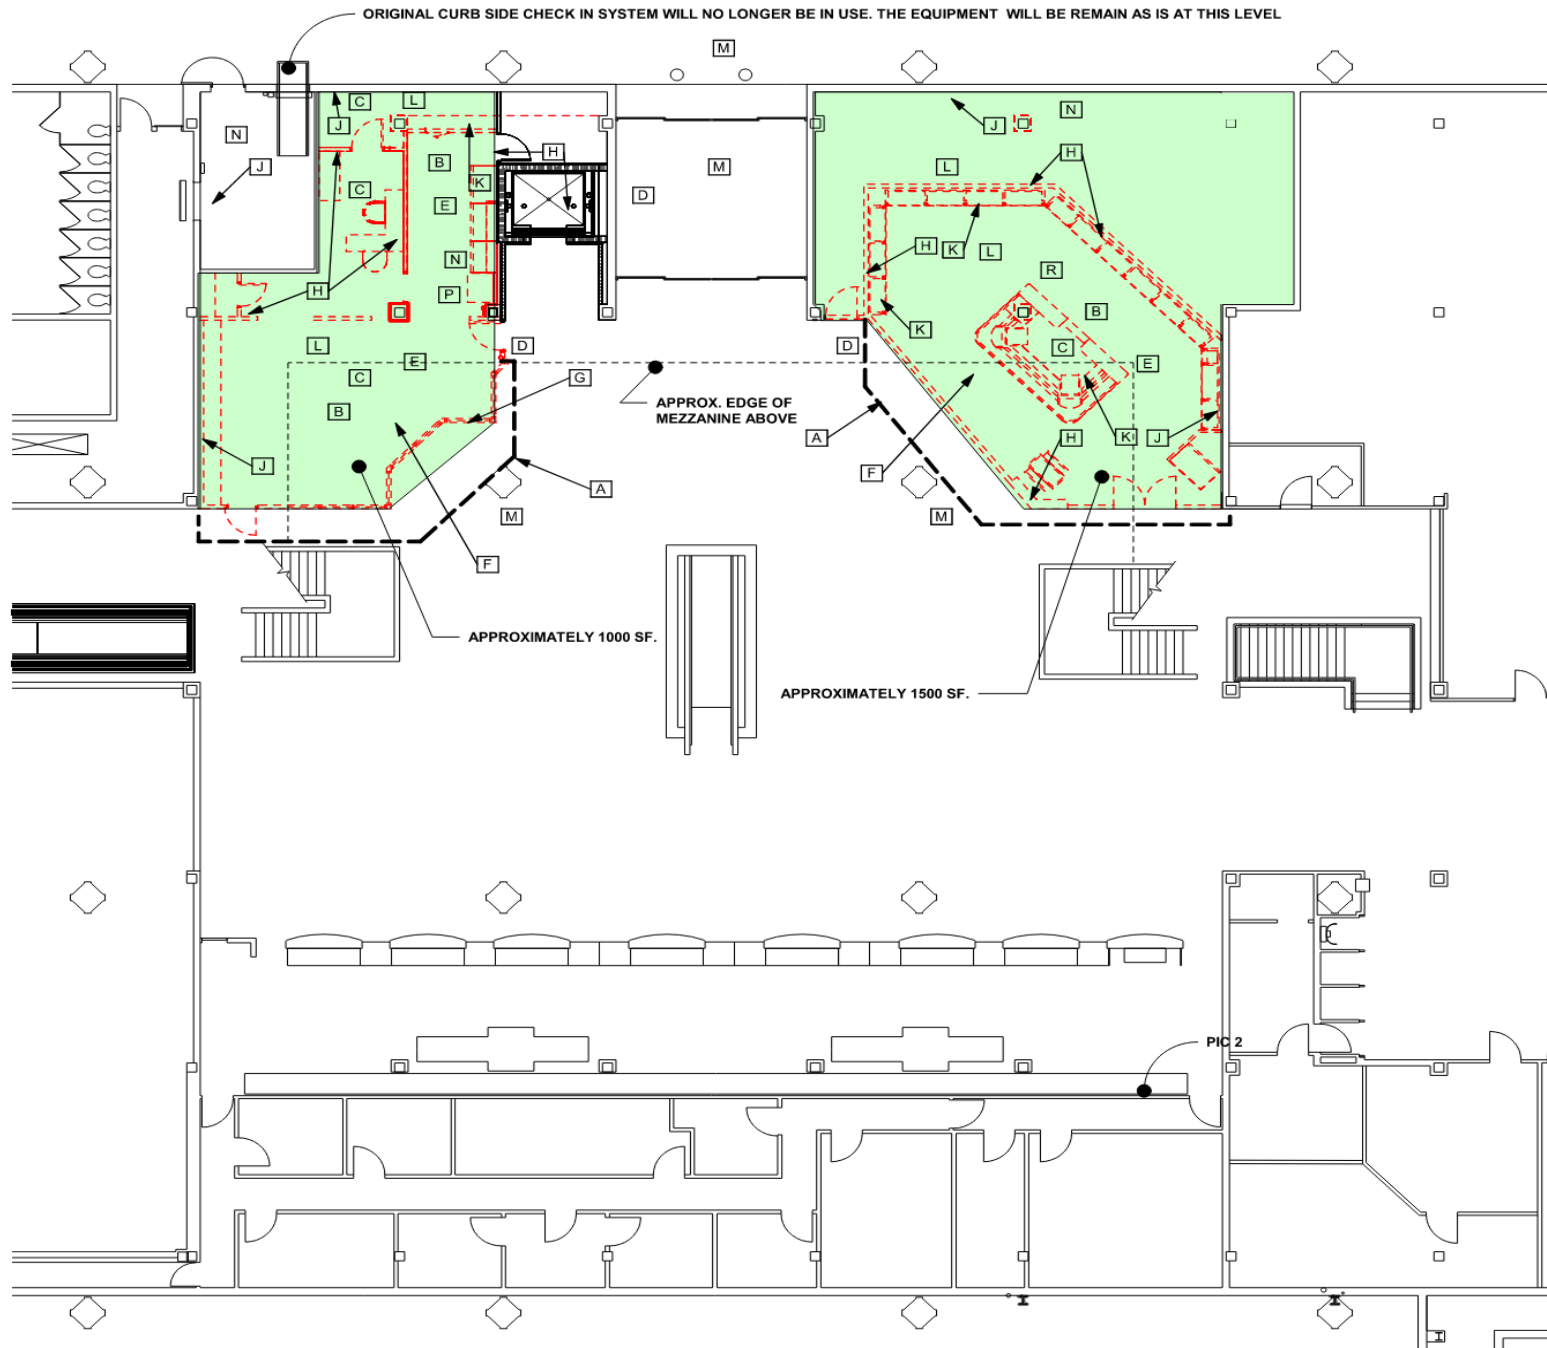 ORIGINAL CURB SIDE CHECK IN SYSTEM WILL NO LONGER BE IN USE. THE EQUIPMENT WILL BE REMAIN AS IS AT THIS LEVEL
M
C
L
J
N
J
N
H
B
H
L
J
M
K
C
D
E
H
K
L
N
R
H
P
B
K
L
D
D
C
E
E
C
G
APPROX. EDGE OF
MEZZANINE ABOVE
B
A
H
K
J
J
F
A
M
M
F
APPROXIMATELY 1000 SF.
APPROXIMATELY 1500 SF.
PIC 2